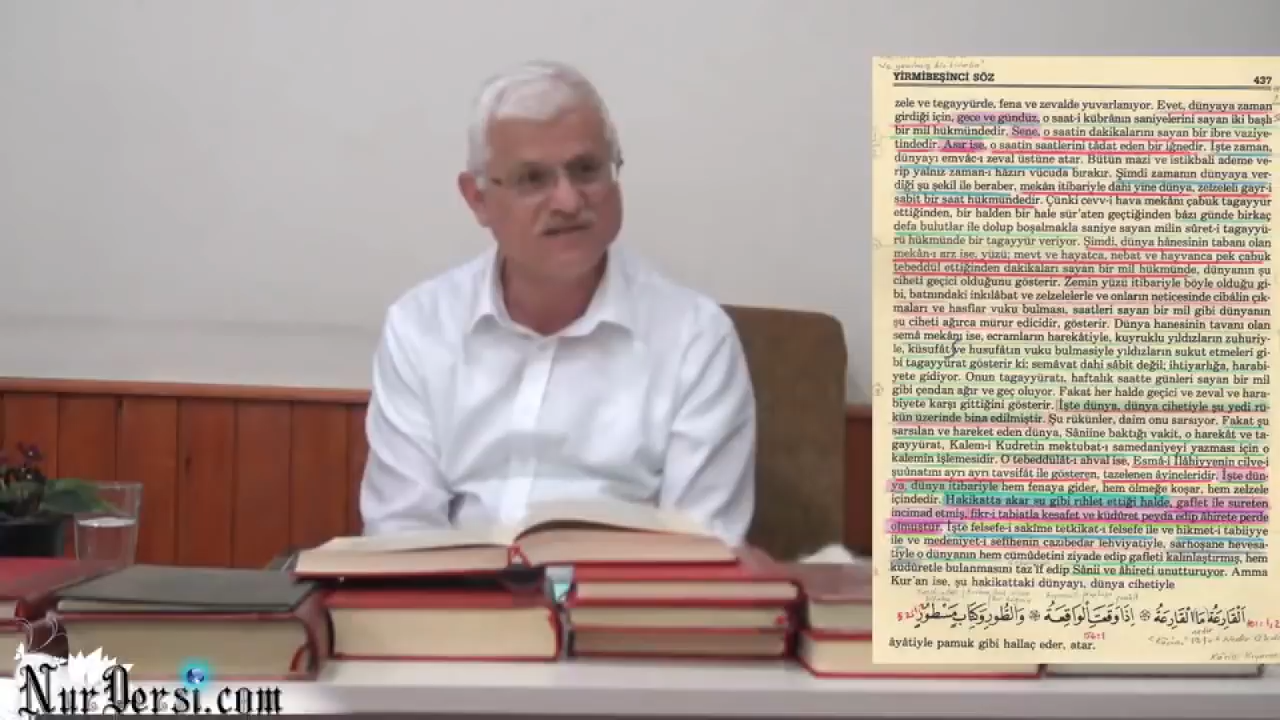 Ve
YİRMİBEŞİNCİ SÖZ 437
zele ve tegayyürde, fena ve zevalde yuvarlanıyor. Evet, dünyaya zaman
girdiği için, gece ve gündüz, o saat-i kübrânın saniyelerini sayan iki başlı
bir mil hükmündedir. Sene, o saatin dakikalarını sayan bir ibre vaziye-
tindedir. Asır ise, o saatin saatlerini tâdat eden bir iğnedir. İşte zaman,
dünyayı emvâc-ı zeval üstüne atar. Bütün mazi ve istikbali ademe ve-
rip yalnız zaman-ı hâzırı vücuda bırakır. Şimdi zamanın dünyaya ver-
diği şu şekil ile beraber, mekân itibariyle dahi yine dünya, zelzeleli gayr-i
sabit bir saat hükmündedir. Çünki cevv-i hava mekânı çabuk tagayyür
ettiğinden, bir halden bir hale sür'aten geçtiğinden bâzı günde birkaç
defa bulutlar ile dolup boşalmakla saniye sayan milin sûret-i tagayyü-
rü hükmünde bir tagayyür veriyor. Şimdi, dünya hânesinin tabanı olan
mekân-ı arz ise, yüzü; mevt ve hayatca, nebat ve hayvanca pek çabuk
tebeddül ettiğinden dakikaları sayan bir mil hükmünde, dünyanın şu
ciheti geçici olduğunu gösterir. Zemin yüzü itibariyle böyle olduğu gi-
bi, batnındaki inkılâbat ve zelzelelerle ve onların neticesinde cibâlin çık-
maları ve hasflar vuku bulması, saatleri sayan bir mil gibi dünyanın
şu ciheti ağırca mürur edicidir, gösterir. Dünya hanesinin tavanı olan
semâ mekânı ise, ecramların harekâtiyle, kuyruklu yıldızların zuhuriy-
le, küsufât ve husufâtın vuku bulmasiyle yıldızların sukut etmeleri gi-
bi tagayyürat gösterir ki; semâvat dahi sâbit değil; ihtiyarlığa, harabi-
yete gidiyor. Onun tagayyüratı, haftalık saatte günleri sayan bir mil
gibi çendan ağır ve geç oluyor. Fakat her halde geçici ve zeval ve hara-
biyete karşı gittiğini gösterir. İşte dünya, dünya cihetiyle şu yedi rü-
kün üzerinde bina edilmiştir. Şu rükünler, daim onu sarsıyor. Fakat şu
sarsılan ve hareket eden dünya, Sâniine baktığı vakit, o harekât ve ta-
gayyürat, Kalem-i Kudretin mektubat-ı samedaniyeyi yazması için o
kalemin işlemesidir. O tebeddülât-ı ahval ise, Esmâ-i İlâhiyyenin cilve-i
şuûnatını ayrı ayrı tavsifât ile gösteren, tazelenen âyineleridir. İşte dün-
ya, dünya itibariyle hem fenaya gider, hem ölmeğe koşar, hem zelzele
içindedir. Hakikatta akar su gibi rıhlet ettiği halde, gaflet ile sureten
incimad etmiş, fikr-i tabiatla kesafet ve küdûret peyda edip âhirete perde
olmuştur. İşte felsefe-i sakîme tetkikat-ı felsefe ile ve hikmet-i tabiiyye
ile ve medeniyet-i sefihenin cazibedar lehviyatiyle, sarhoşane hevesa-
tiyle o dünyanın hem cümûdetini ziyade edip gafleti kalınlaştırmış, hem
küdûretle bulanmasını taz'îf edip Sânii ve âhireti unutturuyor. Amma
Kur'an ise, şu hakikattaki dünyayı, dünya cihetiyle
اَلْقَارِعَةُ مَا الْقَارِعَةُ ❊ اِذَا وَقَعَتِ الْوَاقِعَةُ ❊ وَالطُّورِ وَكِتَابٍ مَسْطُورٍ
56:1
âyâtiyle pamuk gibi hallaç eder, atar.
NurDersi.com